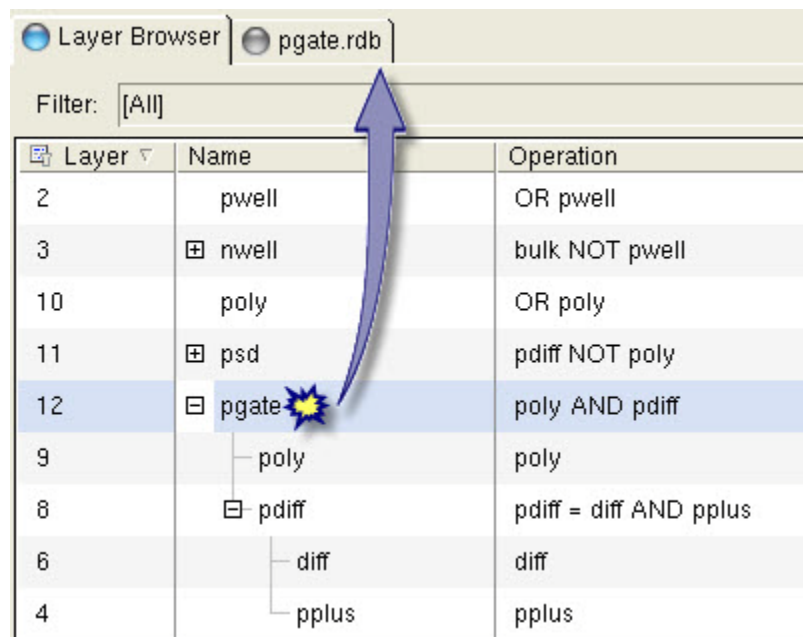 Layer Browser pgate.rdb
Filter: [All]
Layer Name Operation
2 pwell OR pwell
3 nwell bulk NOT pwell
10 poly OR poly
11 psd pdiff NOT poly
12 pgate poly AND pdiff
9 poly poly
8 pdiff pdiff = diff AND pplus
6 diff diff
4 pplus pplus